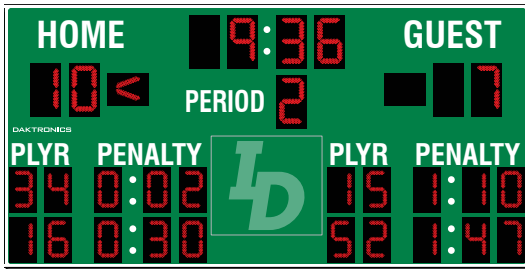 HOME 9:36 GUEST
10 < PERIOD 2 7
DAKTRONICS
PLYR PENALTY LD PLYR PENALTY
34 0:02 15 1:10
16 0:30 52 1:47